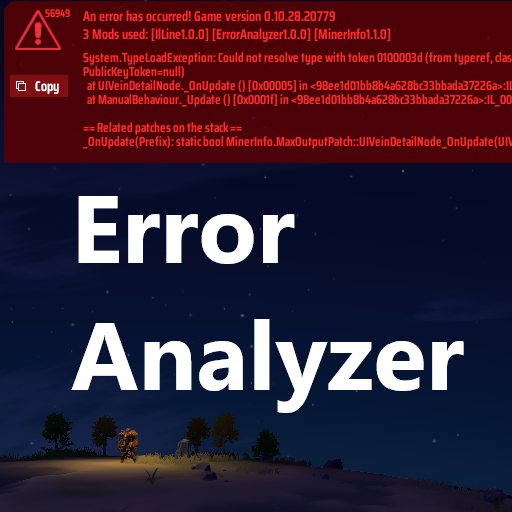 56949
An error has occurred! Game version 0.10.28.20779
3 Mods used: [IlLine1.0.0] [ErrorAnalyzer1.0.0] [MinerInfo1.1.0]
System.TypeLoadException: Could not resolve type with token 0100003d (from typeref, clas
PublicKeyToken=null)
Copy
at UIVeinDetailNode._OnUpdate () [0x00005] in <98ee1d01bb8b4a628bc33bbada37226a>:IL
at ManualBehaviour._Update () [0x0001f] in <98ee1d01bb8b4a628bc33bbada37226a>:IL_00
== Related patches on the stack ==
_OnUpdate(Prefix): static bool MinerInfo.MaxOutputPatch::UIVeinDetailNode_OnUpdate(UIV
Error
Analyzer